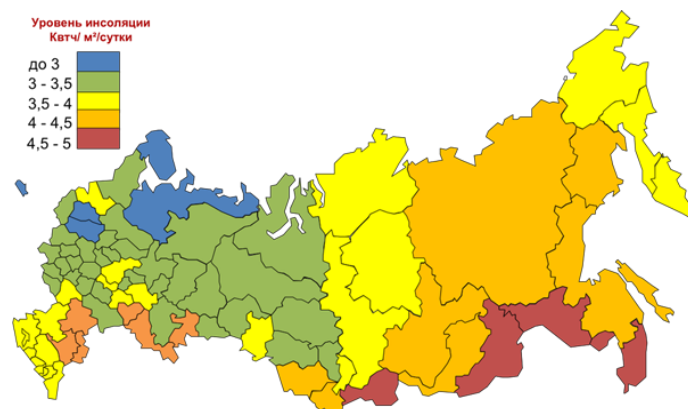 Уровень инсоляции
Квтч/ м²/сутки
до 3
3 - 3,5
3,5 - 4
4 - 4,5
4,5 - 5